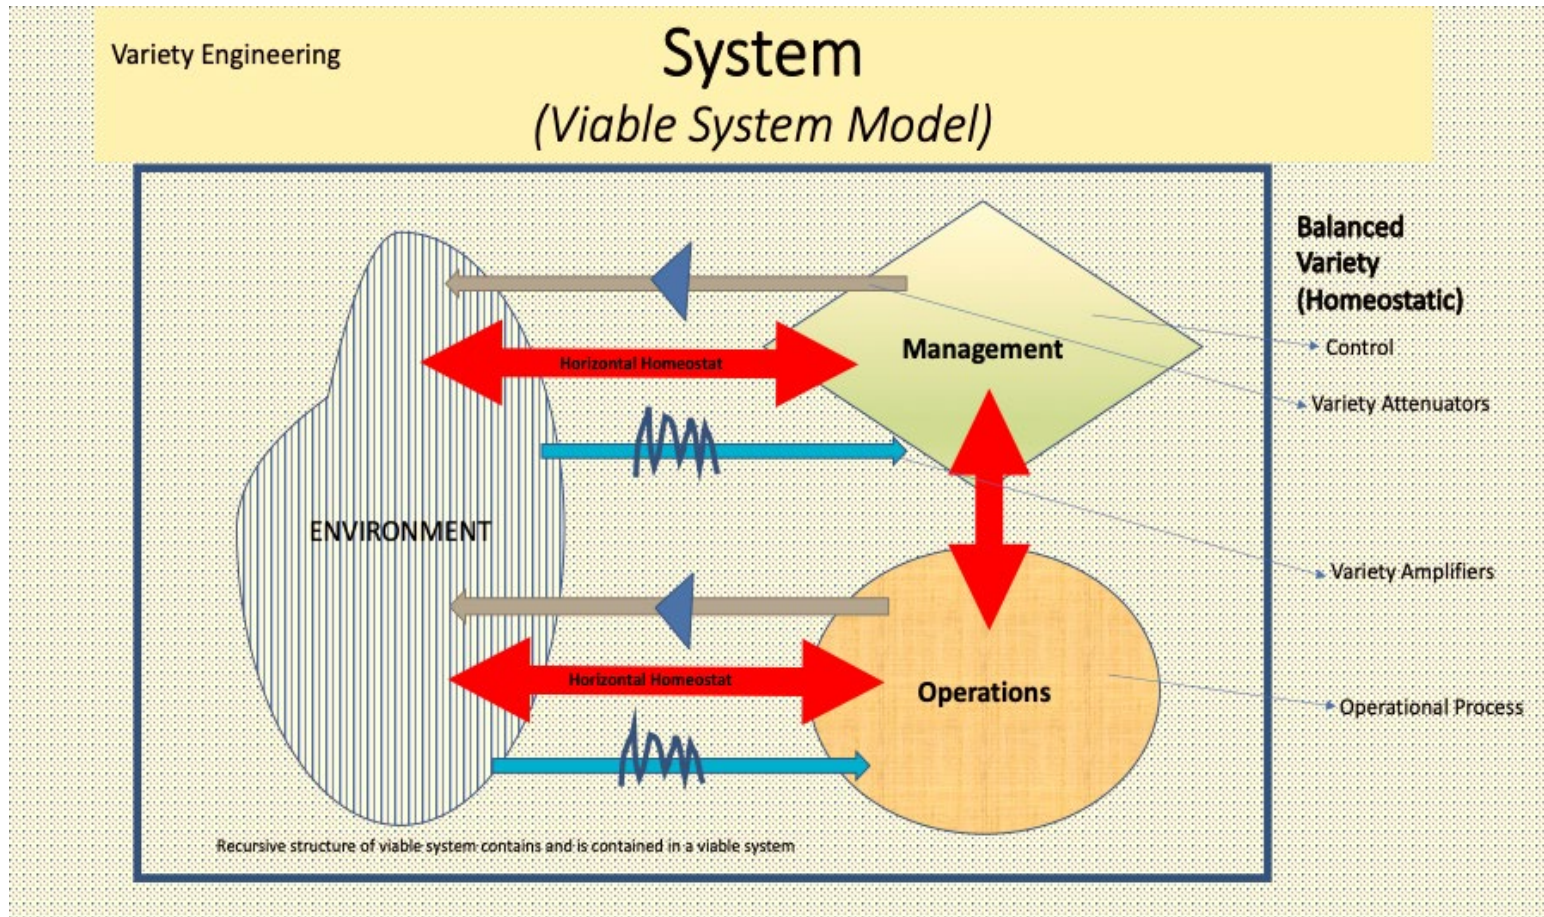 Variety Engineering
System
(Viable System Model)
Balanced
Variety
(Homeostatic)
Control
Variety Attenuators
Variety Amplifiers
Operational Process
Management
Horizontal Homeostat
ENVIRONMENT
Horizontal Homeostat
Operations
Recursive structure of viable system contains and is contained in a viable system